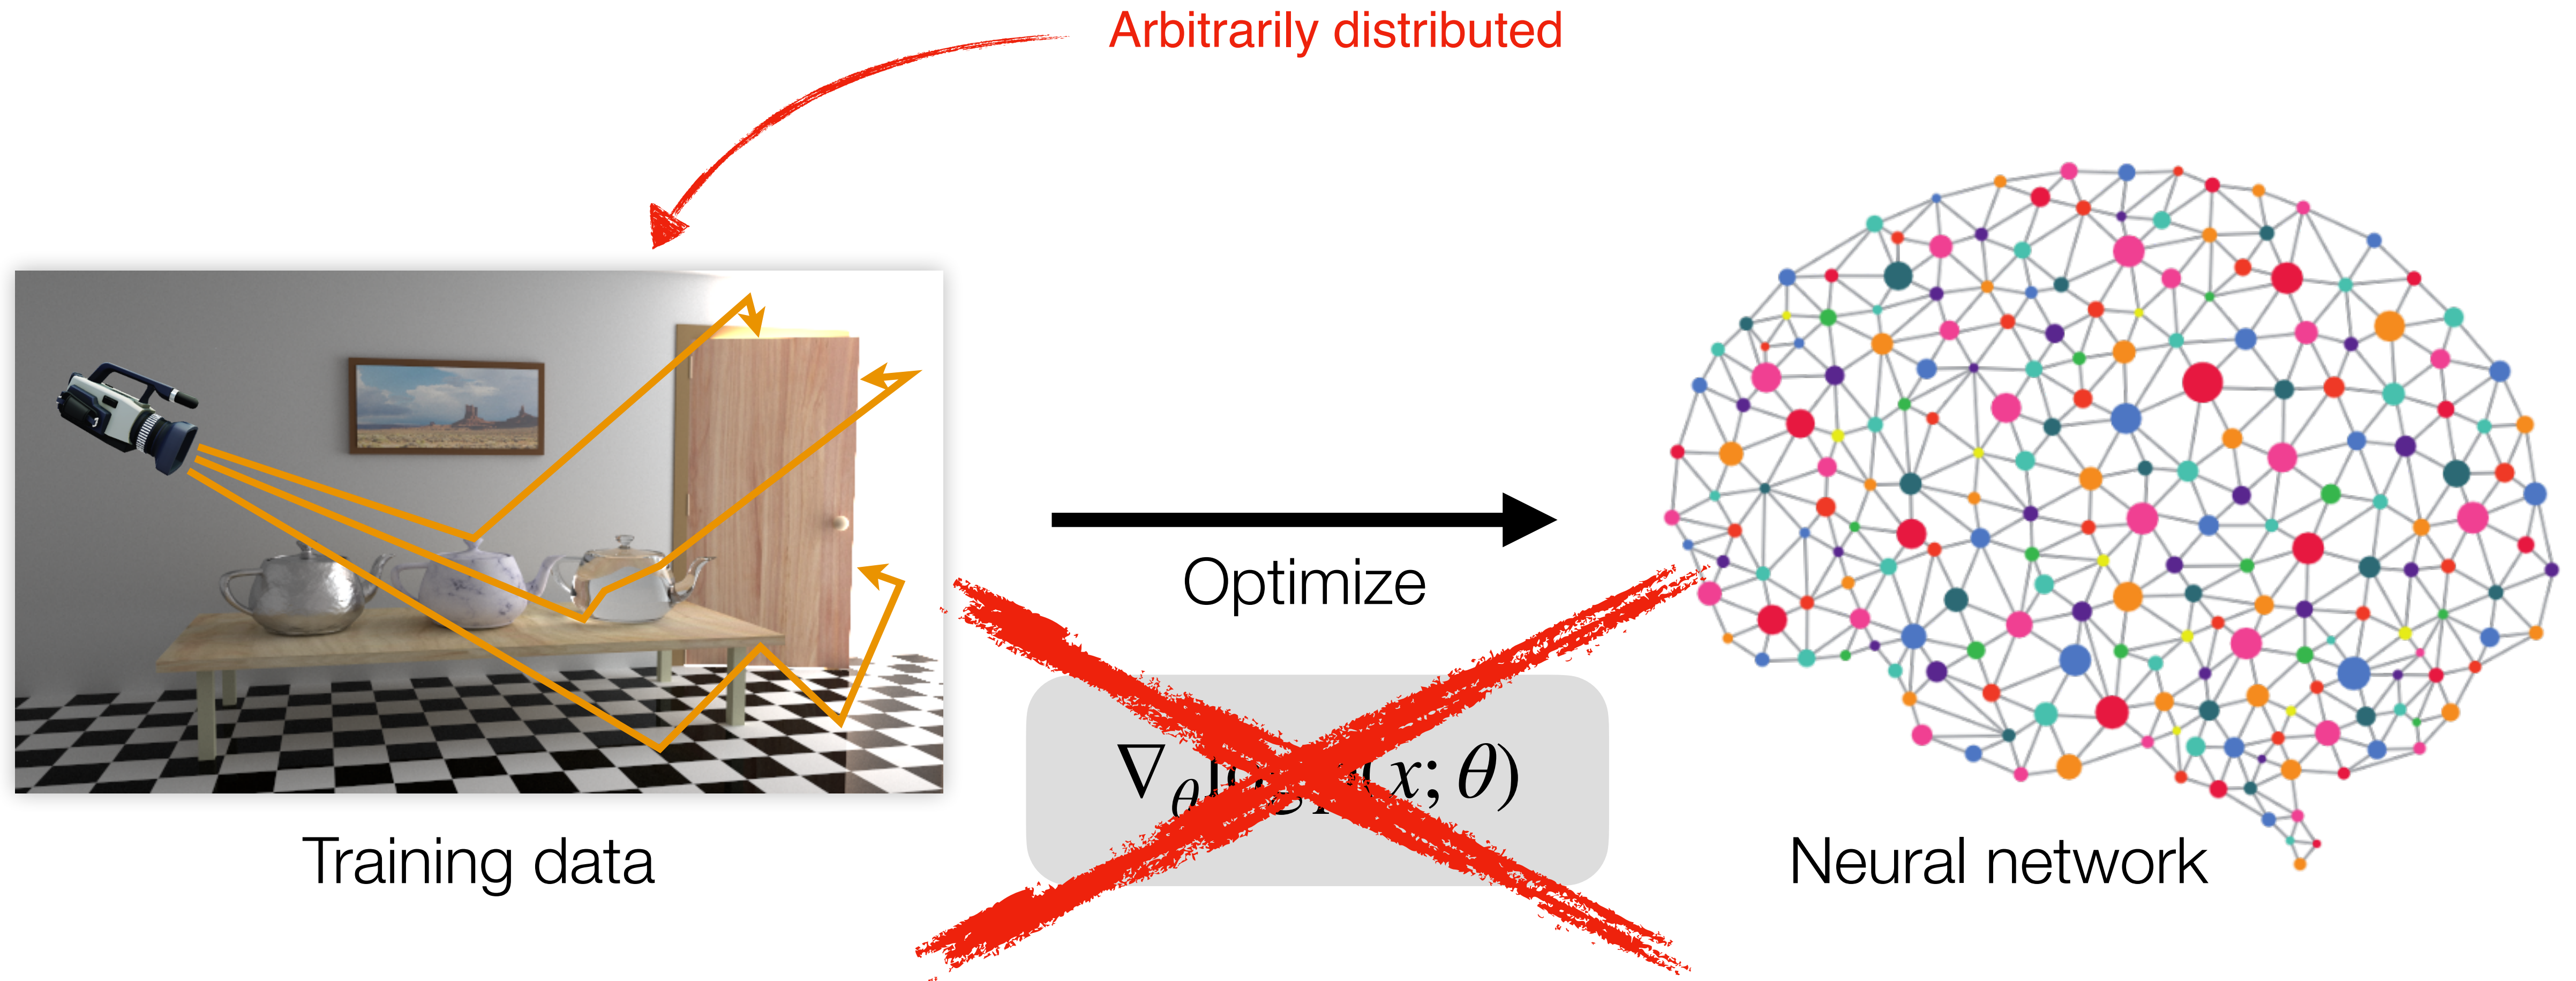 Arbitrarily distributed
Optimize
∇θ x; θ)
Training data
Neural network